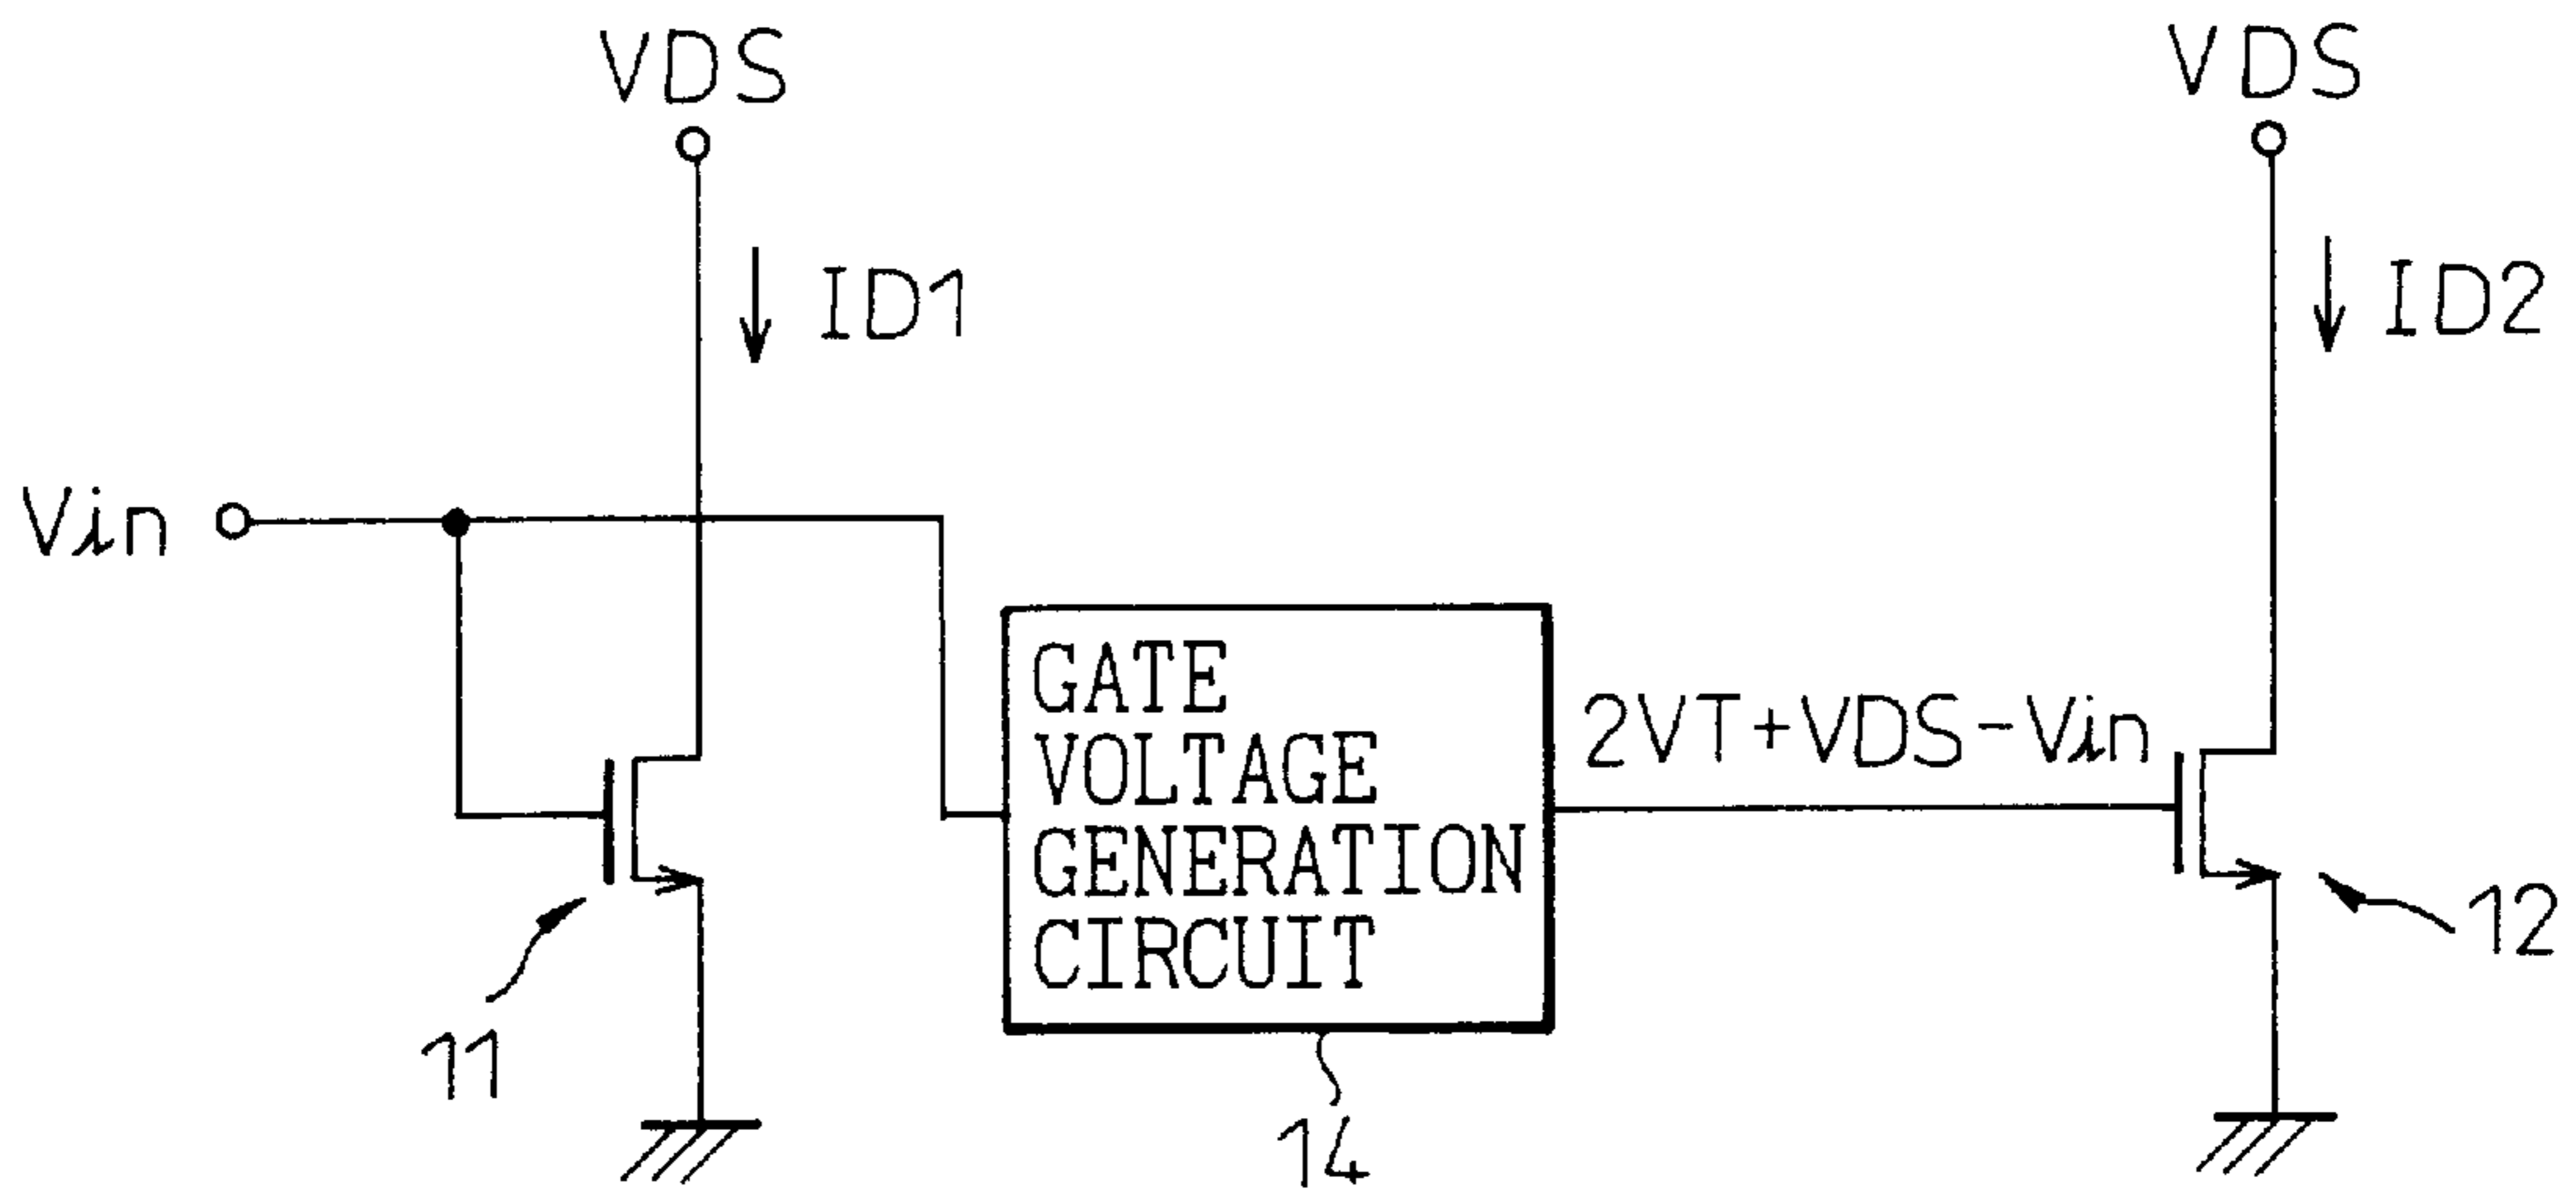 VDS
VDS
ID1
ID2
Vin
GATE
VOLTAGE
GENERATION
CIRCUIT
2VT+VDS-Vin
11
12
14